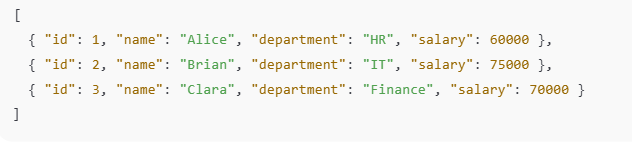 [
  { "id": 1, "name": "Alice", "department": "HR", "salary": 60000 },
  { "id": 2, "name": "Brian", "department": "IT", "salary": 75000 },
  { "id": 3, "name": "Clara", "department": "Finance", "salary": 70000 }
]